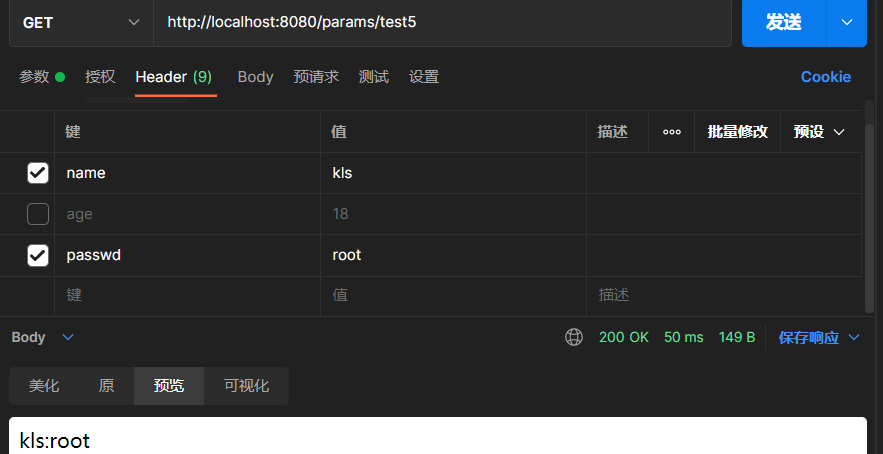 GET http://localhost:8080/params/test5 发送
参数 授权 Header (9) Body 预请求 测试 设置 Cookie
键 值 描述 ooo 批量修改 预设
name kls
age 18
passwd root
键 值 描述
Body 200 OK 50 ms 149 B 保存响应
美化 原 预览 可视化
kls:root